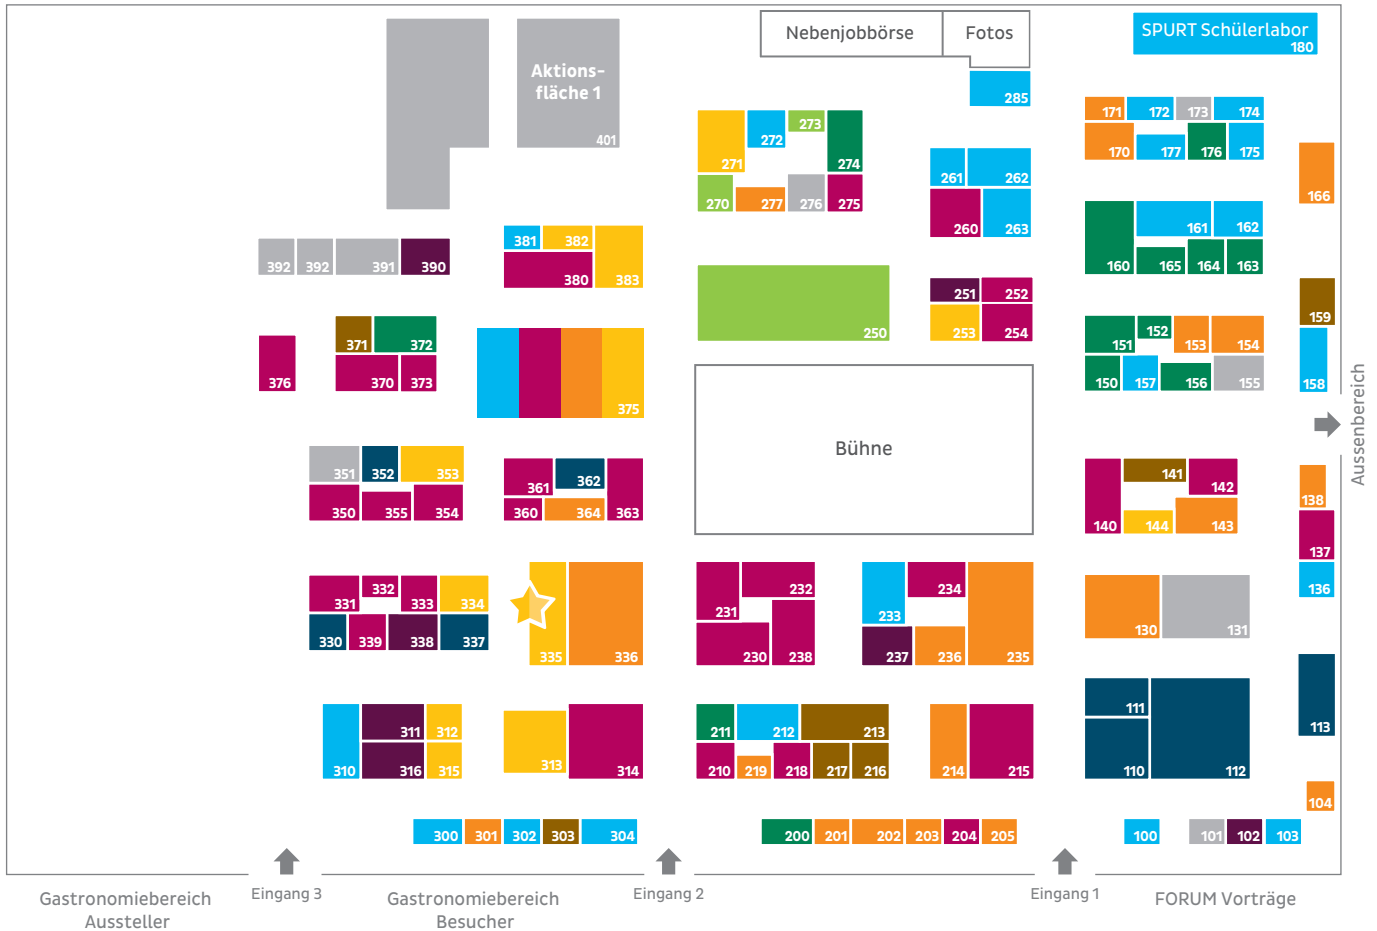 Nebenjobbörse
Fotos
SPURT Schülerlabor
180
Aktions-
fläche 1
401
285
171 172 173 174
170 177 176 175
166
271 272 273 274
270 277 276 275
261 262
260 263
161 162
160 165 164 163
392 392 391 390
381 382
380 383
250
251 252
253 254
159
371 372
376 370 373
375
151 152 153 154
150 157 156 155
158
Bühne
Aussenbereich
351 352 353
350 355 354
361 362
360 364 363
141 142
140 144 143
138
137
136
331 332 333 334
330 339 338 337
335 336
231 232
230 238
233 234
237 236 235
130 131
111
110 112
113
311 312
310 316 315
313 314
211 212 213
210 219 218 217 216
214 215
104
300 301 302 303 304
200 201 202 203 204 205
100 101 102 103
Eingang 3
Eingang 2
Eingang 1
Gastronomiebereich
Aussteller
Gastronomiebereich
Besucher
FORUM Vorträge